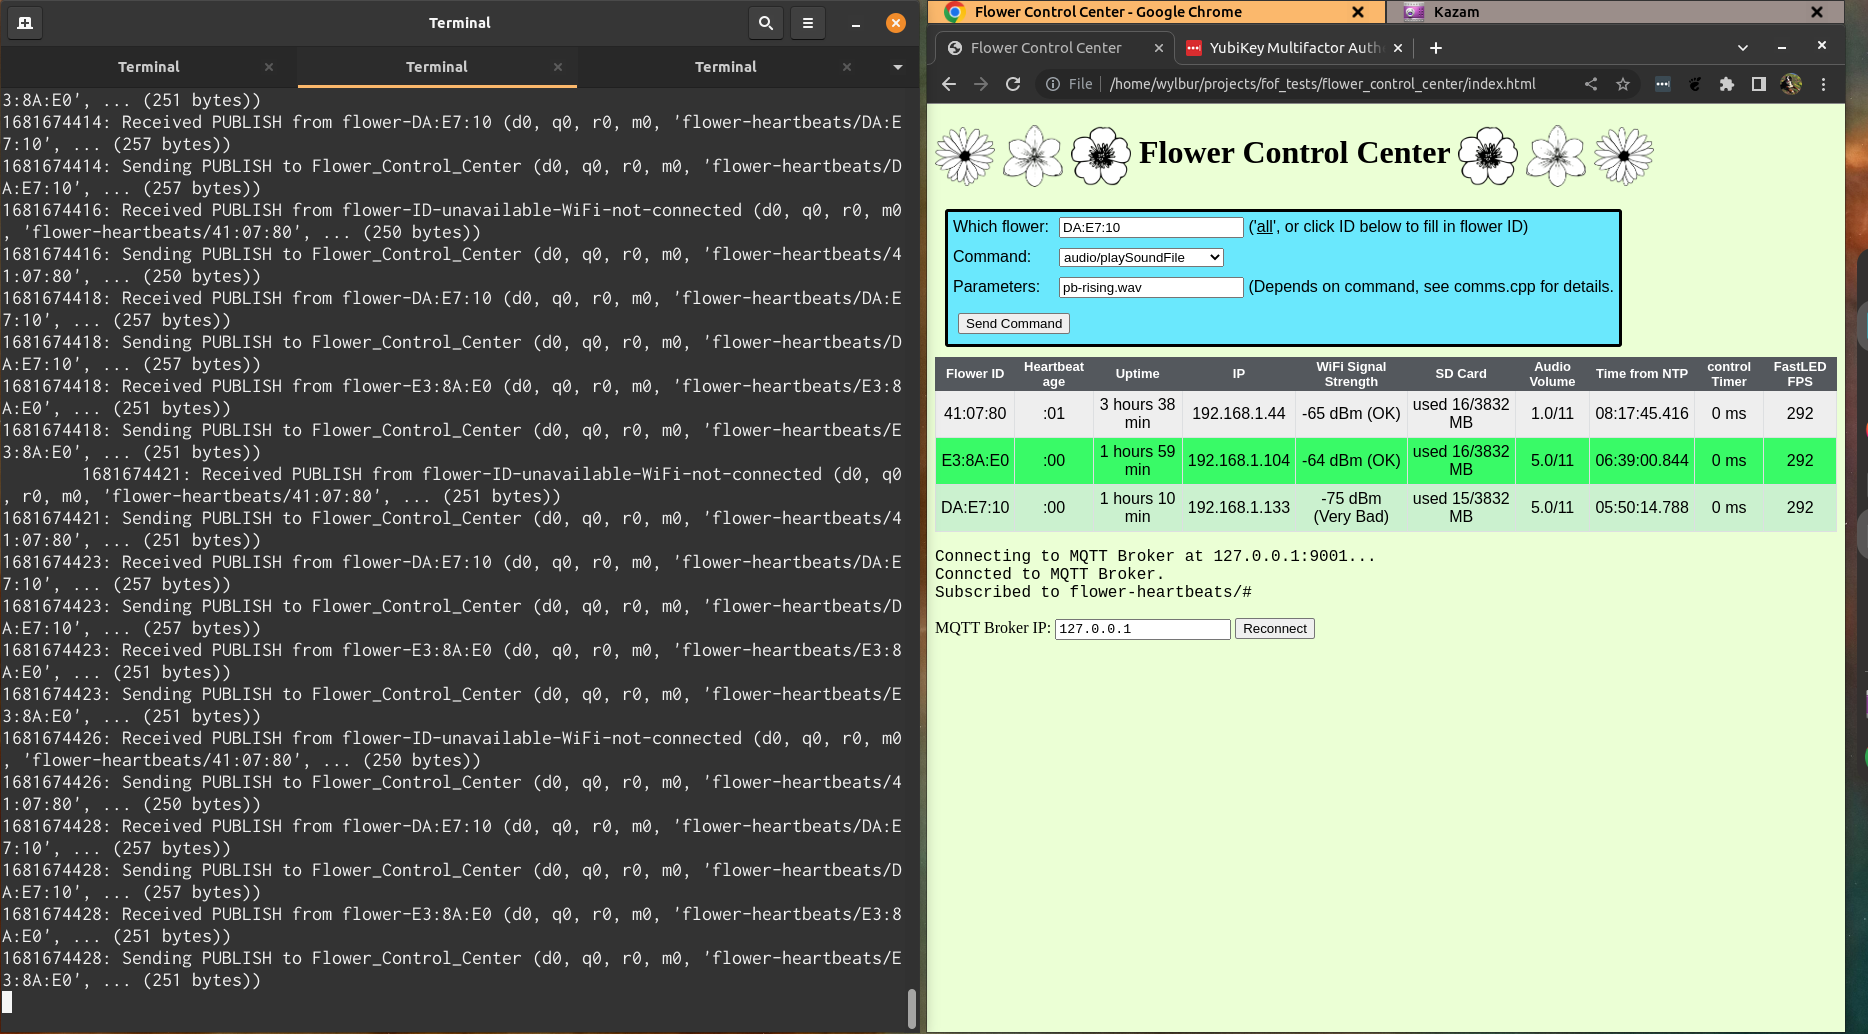 Terminal
Terminal
Terminal
Terminal
3:8A:E0', ... (251 bytes))
1681674414: Received PUBLISH from flower-DA:E7:10 (d0, q0, r0, m0, 'flower-heartbeats/DA:E
7:10', ... (257 bytes))
1681674414: Sending PUBLISH to Flower_Control_Center (d0, q0, r0, m0, 'flower-heartbeats/D
A:E7:10', ... (257 bytes))
1681674416: Received PUBLISH from flower-ID-unavailable-WiFi-not-connected (d0, q0, r0, m0
, 'flower-heartbeats/41:07:80', ... (250 bytes))
1681674416: Sending PUBLISH to Flower_Control_Center (d0, q0, r0, m0, 'flower-heartbeats/4
1:07:80', ... (250 bytes))
1681674418: Received PUBLISH from flower-DA:E7:10 (d0, q0, r0, m0, 'flower-heartbeats/DA:E
7:10', ... (257 bytes))
1681674418: Sending PUBLISH to Flower_Control_Center (d0, q0, r0, m0, 'flower-heartbeats/D
A:E7:10', ... (257 bytes))
1681674418: Received PUBLISH from flower-E3:8A:E0 (d0, q0, r0, m0, 'flower-heartbeats/E3:8
A:E0', ... (251 bytes))
1681674418: Sending PUBLISH to Flower_Control_Center (d0, q0, r0, m0, 'flower-heartbeats/E
3:8A:E0', ... (251 bytes))
1681674421: Received PUBLISH from flower-ID-unavailable-WiFi-not-connected (d0, q0
, r0, m0, 'flower-heartbeats/41:07:80', ... (251 bytes))
1681674421: Sending PUBLISH to Flower_Control_Center (d0, q0, r0, m0, 'flower-heartbeats/4
1:07:80', ... (251 bytes))
1681674423: Received PUBLISH from flower-DA:E7:10 (d0, q0, r0, m0, 'flower-heartbeats/DA:E
7:10', ... (257 bytes))
1681674423: Sending PUBLISH to Flower_Control_Center (d0, q0, r0, m0, 'flower-heartbeats/D
A:E7:10', ... (257 bytes))
1681674423: Received PUBLISH from flower-E3:8A:E0 (d0, q0, r0, m0, 'flower-heartbeats/E3:8
A:E0', ... (251 bytes))
1681674423: Sending PUBLISH to Flower_Control_Center (d0, q0, r0, m0, 'flower-heartbeats/E
3:8A:E0', ... (251 bytes))
1681674426: Received PUBLISH from flower-ID-unavailable-WiFi-not-connected (d0, q0, r0, m0
, 'flower-heartbeats/41:07:80', ... (250 bytes))
1681674426: Sending PUBLISH to Flower_Control_Center (d0, q0, r0, m0, 'flower-heartbeats/4
1:07:80', ... (250 bytes))
1681674428: Received PUBLISH from flower-DA:E7:10 (d0, q0, r0, m0, 'flower-heartbeats/DA:E
7:10', ... (257 bytes))
1681674428: Sending PUBLISH to Flower_Control_Center (d0, q0, r0, m0, 'flower-heartbeats/D
A:E7:10', ... (257 bytes))
1681674428: Received PUBLISH from flower-E3:8A:E0 (d0, q0, r0, m0, 'flower-heartbeats/E3:8
A:E0', ... (251 bytes))
1681674428: Sending PUBLISH to Flower_Control_Center (d0, q0, r0, m0, 'flower-heartbeats/E
3:8A:E0', ... (251 bytes))
Flower Control Center - Google Chrome
Kazam
Flower Control Center
YubiKey Multifactor Auth
File /home/wylbur/projects/fof_tests/flower_control_center/index.html
Flower Control Center
Which flower: DA:E7:10 ('all', or click ID below to fill in flower ID)
Command: audio/playSoundFile
Parameters: pb-rising.wav (Depends on command, see comms.cpp for details.
Send Command
Flower ID Heartbeat age Uptime IP WiFi Signal Strength SD Card Audio Volume Time from NTP control Timer FastLED FPS
41:07:80 :01 3 hours 38 min 192.168.1.44 -65 dBm (OK) used 16/3832 MB 1.0/11 08:17:45.416 0 ms 292
E3:8A:E0 :00 1 hours 59 min 192.168.1.104 -64 dBm (OK) used 16/3832 MB 5.0/11 06:39:00.844 0 ms 292
DA:E7:10 :00 1 hours 10 min 192.168.1.133 -75 dBm (Very Bad) used 15/3832 MB 5.0/11 05:50:14.788 0 ms 292
Connecting to MQTT Broker at 127.0.0.1:9001...
Conncted to MQTT Broker.
Subscribed to flower-heartbeats/#
MQTT Broker IP: 127.0.0.1 Reconnect